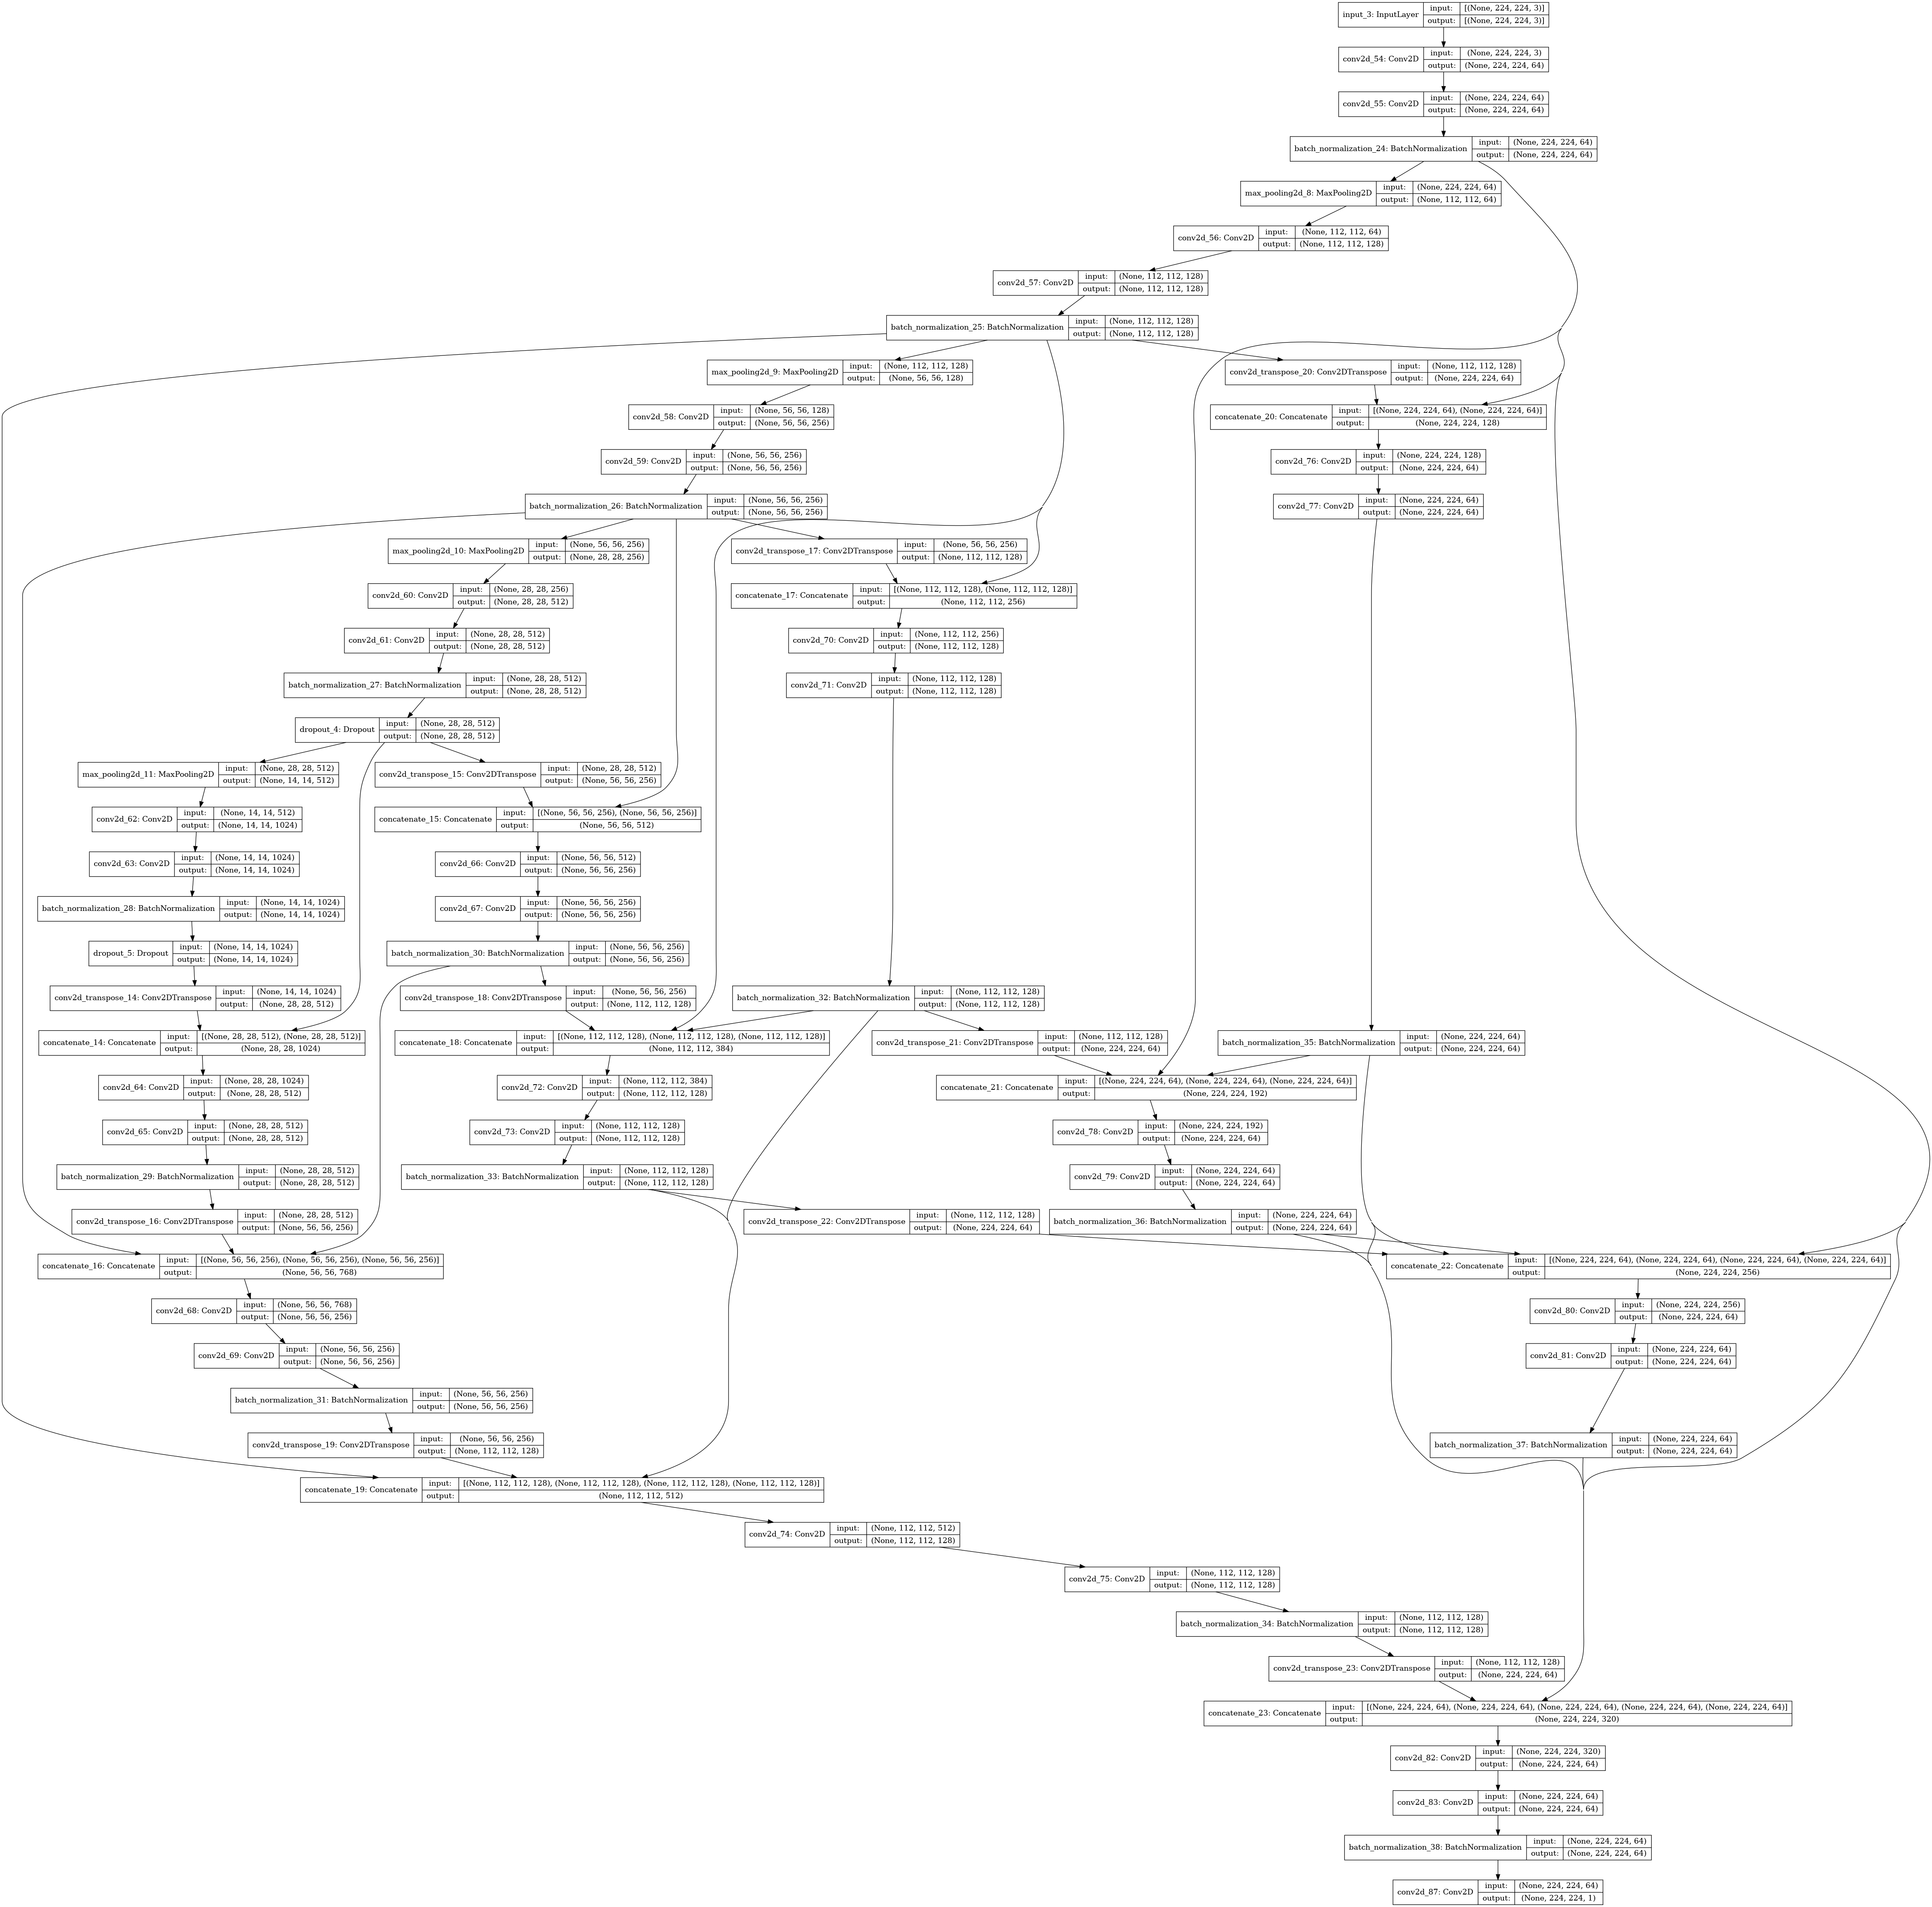 input_3: InputLayer
input: [(None, 224, 224, 3)]
output: [(None, 224, 224, 3)]
conv2d_54: Conv2D
input: (None, 224, 224, 3)
output: (None, 224, 224, 64)
conv2d_55: Conv2D
input: (None, 224, 224, 64)
output: (None, 224, 224, 64)
batch_normalization_24: BatchNormalization
input: (None, 224, 224, 64)
output: (None, 224, 224, 64)
max_pooling2d_8: MaxPooling2D
input: (None, 224, 224, 64)
output: (None, 112, 112, 64)
conv2d_56: Conv2D
input: (None, 112, 112, 64)
output: (None, 112, 112, 128)
conv2d_57: Conv2D
input: (None, 112, 112, 128)
output: (None, 112, 112, 128)
batch_normalization_25: BatchNormalization
input: (None, 112, 112, 128)
output: (None, 112, 112, 128)
max_pooling2d_9: MaxPooling2D
input: (None, 112, 112, 128)
output: (None, 56, 56, 128)
conv2d_transpose_20: Conv2DTranspose
input: (None, 112, 112, 128)
output: (None, 224, 224, 64)
conv2d_58: Conv2D
input: (None, 56, 56, 128)
output: (None, 56, 56, 256)
concatenate_20: Concatenate
input: [(None, 224, 224, 64), (None, 224, 224, 64)]
output: (None, 224, 224, 128)
conv2d_59: Conv2D
input: (None, 56, 56, 256)
output: (None, 56, 56, 256)
conv2d_76: Conv2D
input: (None, 224, 224, 128)
output: (None, 224, 224, 64)
batch_normalization_26: BatchNormalization
input: (None, 56, 56, 256)
output: (None, 56, 56, 256)
conv2d_77: Conv2D
input: (None, 224, 224, 64)
output: (None, 224, 224, 64)
max_pooling2d_10: MaxPooling2D
input: (None, 56, 56, 256)
output: (None, 28, 28, 256)
conv2d_transpose_17: Conv2DTranspose
input: (None, 56, 56, 256)
output: (None, 112, 112, 128)
conv2d_60: Conv2D
input: (None, 28, 28, 256)
output: (None, 28, 28, 512)
concatenate_17: Concatenate
input: [(None, 112, 112, 128), (None, 112, 112, 128)]
output: (None, 112, 112, 256)
conv2d_61: Conv2D
input: (None, 28, 28, 512)
output: (None, 28, 28, 512)
conv2d_70: Conv2D
input: (None, 112, 112, 256)
output: (None, 112, 112, 128)
batch_normalization_27: BatchNormalization
input: (None, 28, 28, 512)
output: (None, 28, 28, 512)
conv2d_71: Conv2D
input: (None, 112, 112, 128)
output: (None, 112, 112, 128)
dropout_4: Dropout
input: (None, 28, 28, 512)
output: (None, 28, 28, 512)
max_pooling2d_11: MaxPooling2D
input: (None, 28, 28, 512)
output: (None, 14, 14, 512)
conv2d_transpose_15: Conv2DTranspose
input: (None, 28, 28, 512)
output: (None, 56, 56, 256)
conv2d_62: Conv2D
input: (None, 14, 14, 512)
output: (None, 14, 14, 1024)
concatenate_15: Concatenate
input: [(None, 56, 56, 256), (None, 56, 56, 256)]
output: (None, 56, 56, 512)
conv2d_63: Conv2D
input: (None, 14, 14, 1024)
output: (None, 14, 14, 1024)
conv2d_66: Conv2D
input: (None, 56, 56, 512)
output: (None, 56, 56, 256)
batch_normalization_28: BatchNormalization
input: (None, 14, 14, 1024)
output: (None, 14, 14, 1024)
conv2d_67: Conv2D
input: (None, 56, 56, 256)
output: (None, 56, 56, 256)
dropout_5: Dropout
input: (None, 14, 14, 1024)
output: (None, 14, 14, 1024)
batch_normalization_30: BatchNormalization
input: (None, 56, 56, 256)
output: (None, 56, 56, 256)
conv2d_transpose_14: Conv2DTranspose
input: (None, 14, 14, 1024)
output: (None, 28, 28, 512)
conv2d_transpose_18: Conv2DTranspose
input: (None, 56, 56, 256)
output: (None, 112, 112, 128)
batch_normalization_32: BatchNormalization
input: (None, 112, 112, 128)
output: (None, 112, 112, 128)
concatenate_14: Concatenate
input: [(None, 28, 28, 512), (None, 28, 28, 512)]
output: (None, 28, 28, 1024)
concatenate_18: Concatenate
input: [(None, 112, 112, 128), (None, 112, 112, 128), (None, 112, 112, 128)]
output: (None, 112, 112, 384)
conv2d_transpose_21: Conv2DTranspose
input: (None, 112, 112, 128)
output: (None, 224, 224, 64)
batch_normalization_35: BatchNormalization
input: (None, 224, 224, 64)
output: (None, 224, 224, 64)
conv2d_64: Conv2D
input: (None, 28, 28, 1024)
output: (None, 28, 28, 512)
conv2d_72: Conv2D
input: (None, 112, 112, 384)
output: (None, 112, 112, 128)
concatenate_21: Concatenate
input: [(None, 224, 224, 64), (None, 224, 224, 64), (None, 224, 224, 64)]
output: (None, 224, 224, 192)
conv2d_65: Conv2D
input: (None, 28, 28, 512)
output: (None, 28, 28, 512)
conv2d_73: Conv2D
input: (None, 112, 112, 128)
output: (None, 112, 112, 128)
conv2d_78: Conv2D
input: (None, 224, 224, 192)
output: (None, 224, 224, 64)
batch_normalization_29: BatchNormalization
input: (None, 28, 28, 512)
output: (None, 28, 28, 512)
batch_normalization_33: BatchNormalization
input: (None, 112, 112, 128)
output: (None, 112, 112, 128)
conv2d_79: Conv2D
input: (None, 224, 224, 64)
output: (None, 224, 224, 64)
conv2d_transpose_16: Conv2DTranspose
input: (None, 28, 28, 512)
output: (None, 56, 56, 256)
conv2d_transpose_22: Conv2DTranspose
input: (None, 112, 112, 128)
output: (None, 224, 224, 64)
batch_normalization_36: BatchNormalization
input: (None, 224, 224, 64)
output: (None, 224, 224, 64)
concatenate_16: Concatenate
input: [(None, 56, 56, 256), (None, 56, 56, 256), (None, 56, 56, 256)]
output: (None, 56, 56, 768)
concatenate_22: Concatenate
input: [(None, 224, 224, 64), (None, 224, 224, 64), (None, 224, 224, 64), (None, 224, 224, 64)]
output: (None, 224, 224, 256)
conv2d_68: Conv2D
input: (None, 56, 56, 768)
output: (None, 56, 56, 256)
conv2d_80: Conv2D
input: (None, 224, 224, 256)
output: (None, 224, 224, 64)
conv2d_69: Conv2D
input: (None, 56, 56, 256)
output: (None, 56, 56, 256)
conv2d_81: Conv2D
input: (None, 224, 224, 64)
output: (None, 224, 224, 64)
batch_normalization_31: BatchNormalization
input: (None, 56, 56, 256)
output: (None, 56, 56, 256)
conv2d_transpose_19: Conv2DTranspose
input: (None, 56, 56, 256)
output: (None, 112, 112, 128)
batch_normalization_37: BatchNormalization
input: (None, 224, 224, 64)
output: (None, 224, 224, 64)
concatenate_19: Concatenate
input: [(None, 112, 112, 128), (None, 112, 112, 128), (None, 112, 112, 128), (None, 112, 112, 128)]
output: (None, 112, 112, 512)
conv2d_74: Conv2D
input: (None, 112, 112, 512)
output: (None, 112, 112, 128)
conv2d_75: Conv2D
input: (None, 112, 112, 128)
output: (None, 112, 112, 128)
batch_normalization_34: BatchNormalization
input: (None, 112, 112, 128)
output: (None, 112, 112, 128)
conv2d_transpose_23: Conv2DTranspose
input: (None, 112, 112, 128)
output: (None, 224, 224, 64)
concatenate_23: Concatenate
input: [(None, 224, 224, 64), (None, 224, 224, 64), (None, 224, 224, 64), (None, 224, 224, 64), (None, 224, 224, 64)]
output: (None, 224, 224, 320)
conv2d_82: Conv2D
input: (None, 224, 224, 320)
output: (None, 224, 224, 64)
conv2d_83: Conv2D
input: (None, 224, 224, 64)
output: (None, 224, 224, 64)
batch_normalization_38: BatchNormalization
input: (None, 224, 224, 64)
output: (None, 224, 224, 64)
conv2d_87: Conv2D
input: (None, 224, 224, 64)
output: (None, 224, 224, 1)